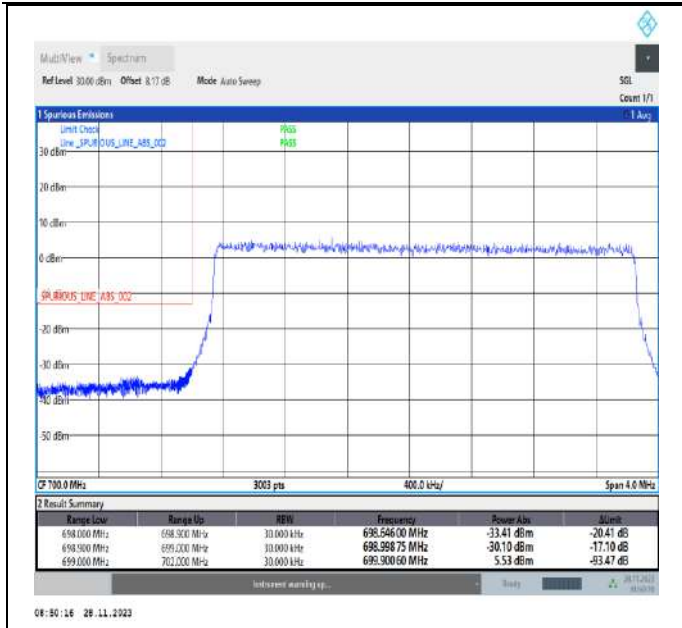 MultiView Spectrum
Ref Level 30.00 dBm Offset 8.17 dB Mode Auto Sweep SGL
Count 1/1
1 Spurious Emissions 1 Avg
Limit Check PASS
Line _SPURIOUS_LINE_ABS_002 PASS
30 dBm
20 dBm
10 dBm
0 dBm
SPURIOUS_LINE_ABS_002
-20 dBm
-30 dBm
-40 dBm
-50 dBm
CF 700.0 MHz 3003 pts 400.0 kHz/ Span 4.0 MHz
2 Result Summary
Range Low Range Up RBW Frequency Power Abs ΔLimit
698.000 MHz 698.900 MHz 30.000 kHz -33.41 dBm -20.41 dB
698.900 MHz 699.000 MHz 30.000 kHz 698.99875 MHz -30.10 dBm -17.10 dB
699.000 MHz 702.000 MHz 30.000 kHz 699.90060 MHz 5.53 dBm -93.47 dB
Instrument warming up... Ready 28.11.2023
08:50:16 28.11.2023